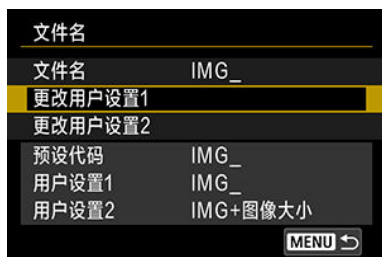 文件名
文件名 IMG_
更改用户设置1
更改用户设置2
预设代码 IMG_
用户设置1 IMG_
用户设置2 IMG+图像大小
MENU